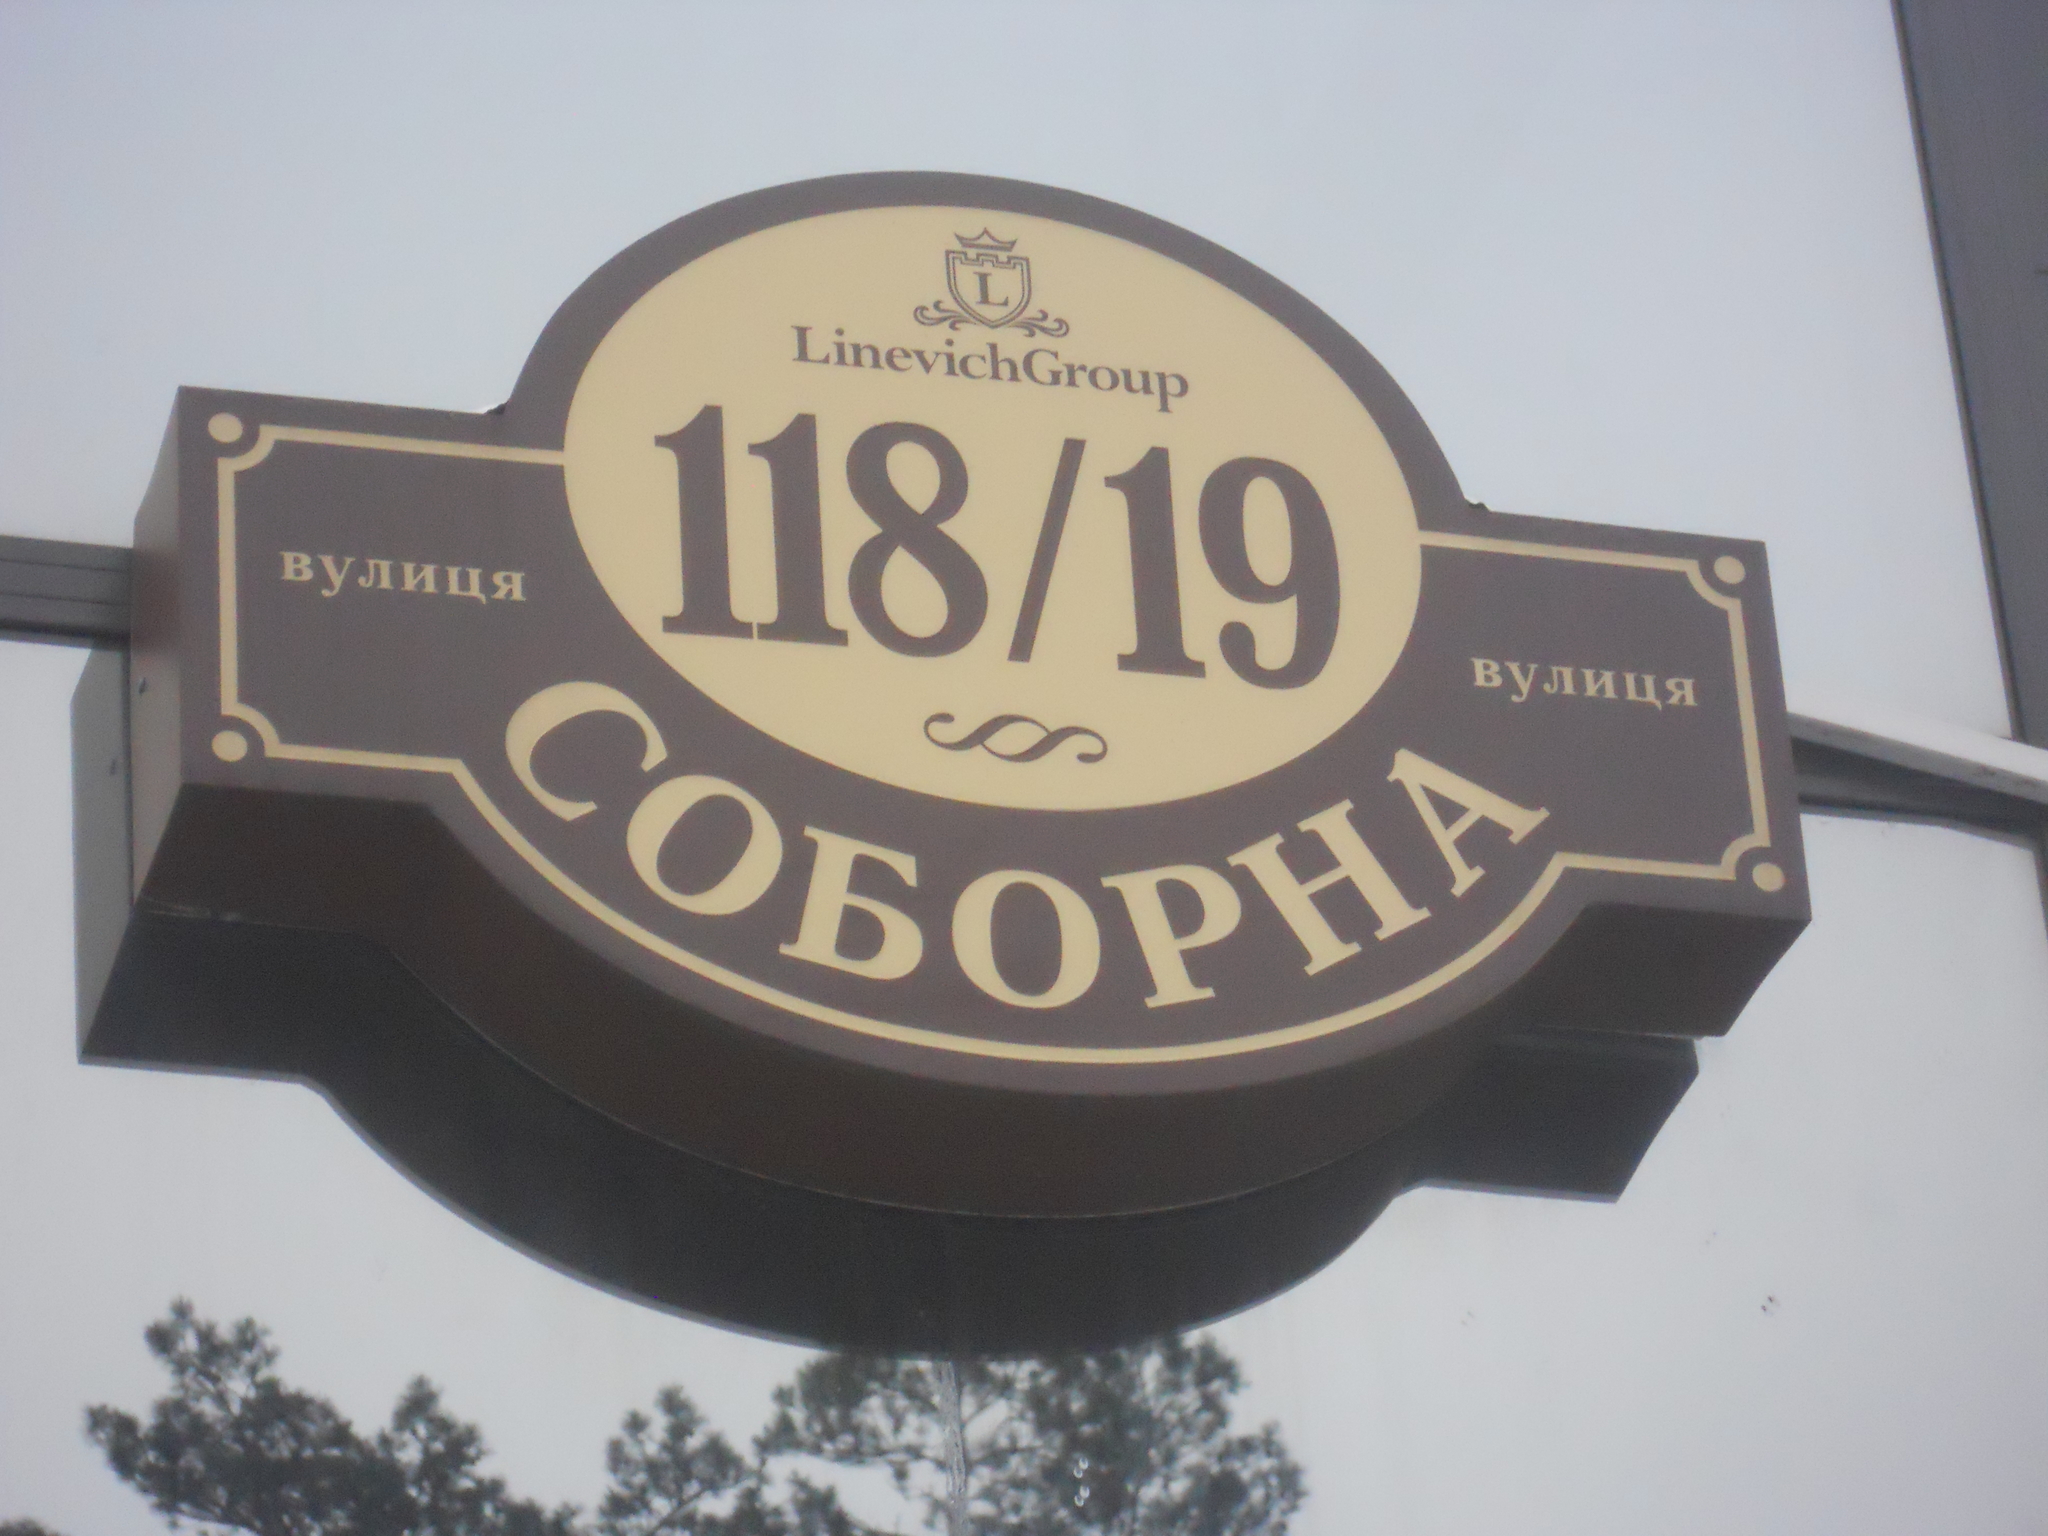 L
LinevichGroup
118/19
вулиця
вулиця
СОБОРНА